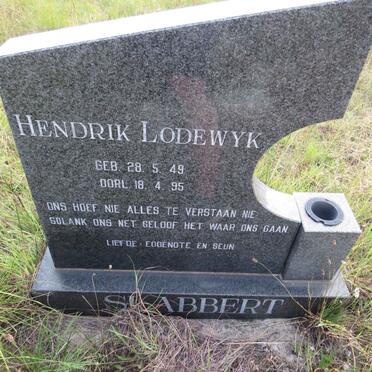 HENDRIK LODEWYK
GEB. 28. 5. 49
OORL. 18. 4. 95
ONS HOEF NIE ALLES TE VERSTAAN NIE
SOLANK ONS NET GELOOF HET WAAR ONS GAAN
LIEFDE: EGGENOTE EN SEUN
SKABBERT